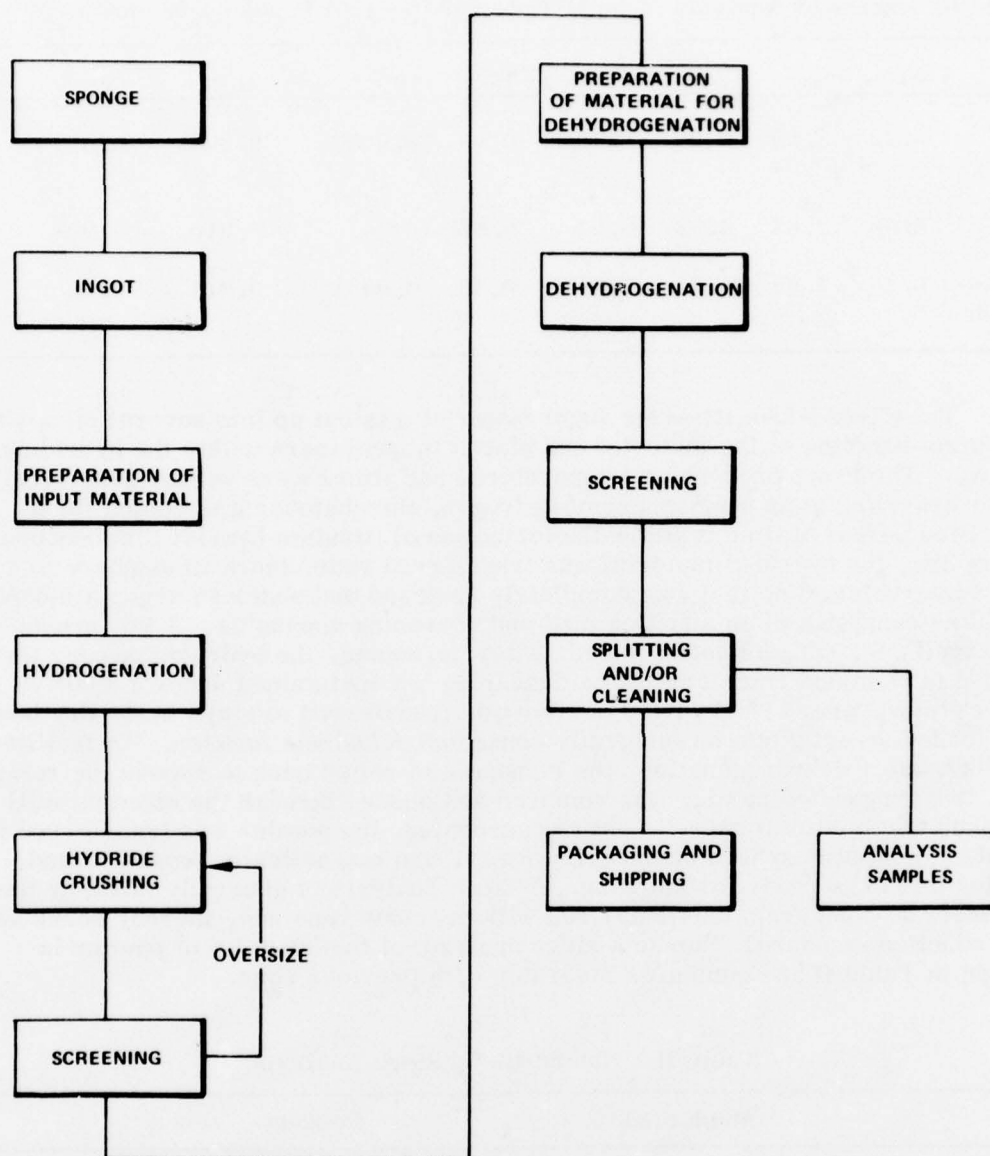 SPONGE
INGOT
PREPARATION OF
INPUT MATERIAL
HYDROGENATION
HYDRIDE
CRUSHING
OVERSIZE
SCREENING
PREPARATION
OF MATERIAL FOR
DEHYDROGENATION
DEHYDROGENATION
SCREENING
SPLITTING
AND/OR
CLEANING
PACKAGING AND
SHIPPING
ANALYSIS
SAMPLES